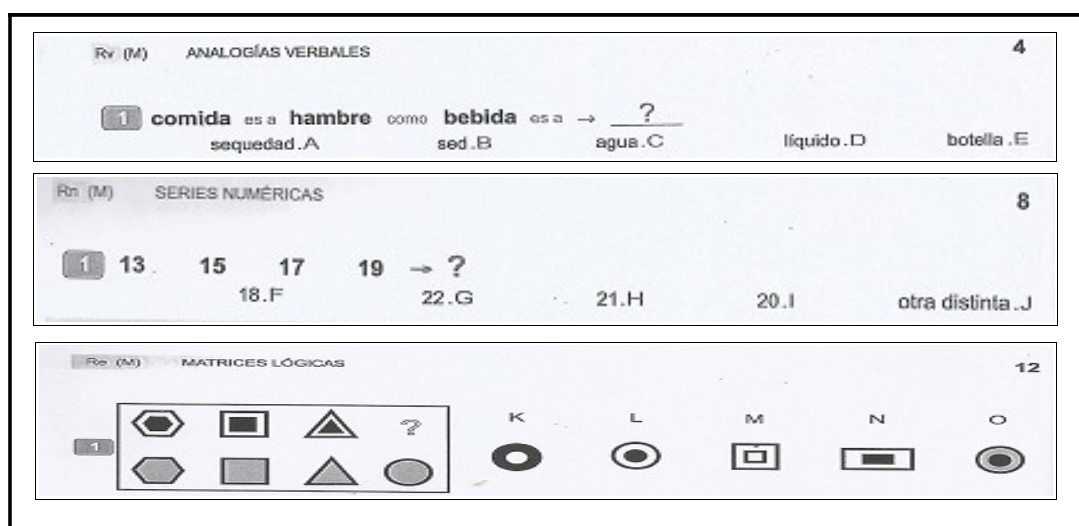 Rv (M) ANALOGÍAS VERBALES 4
1 comida es a hambre como bebida es a → ?
sequedad.A sed.B agua.C líquido.D botella.E
Rn (M) SERIES NUMÉRICAS 8
1 13 15 17 19 → ?
18.F 22.G 21.H 20.I otra distinta.J
Re (M) MATRICES LÓGICAS 12
? K L M N O
1